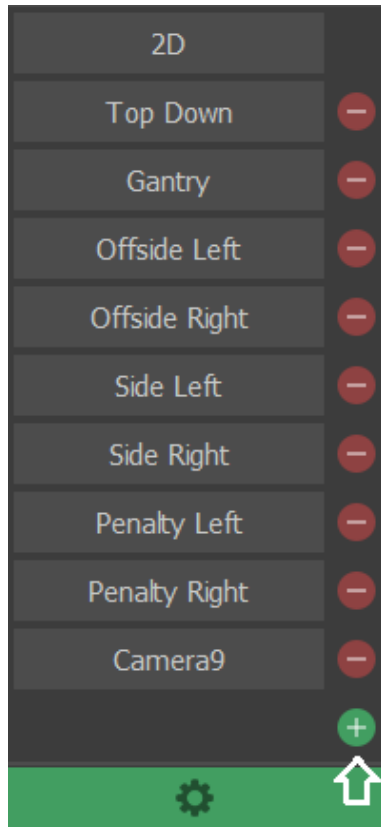 2D
Top Down
Gantry
Offside Left
Offside Right
Side Left
Side Right
Penalty Left
Penalty Right
Camera9